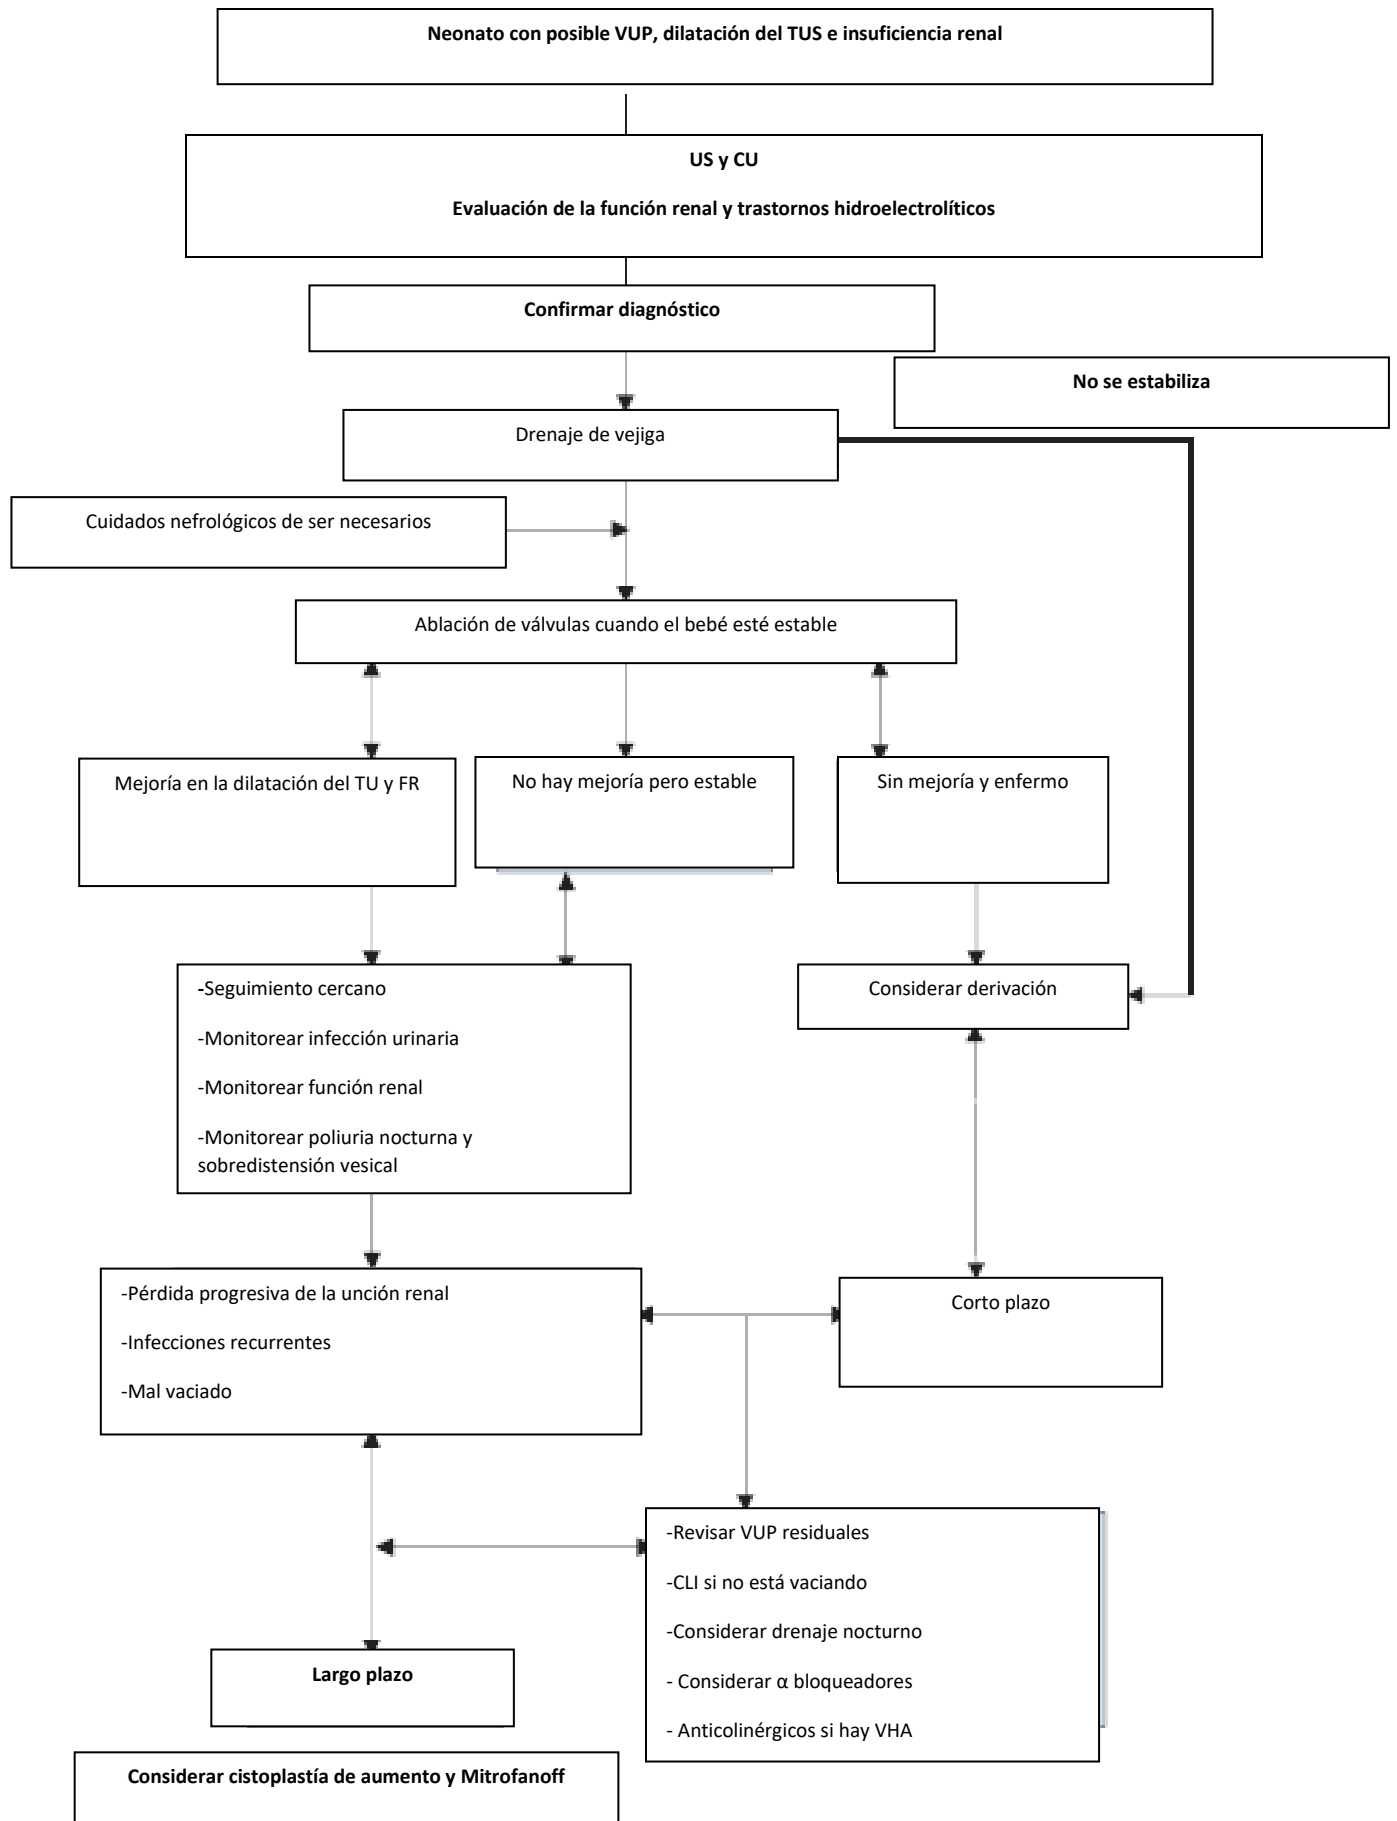 Neonato con posible VUP, dilatación del TUS e insuficiencia renal
US y CU
Evaluación de la función renal y trastornos hidroelectrolíticos
Confirmar diagnóstico
No se estabiliza
Drenaje de vejiga
Cuidados nefrológicos de ser necesarios
Ablación de válvulas cuando el bebé esté estable
Mejoría en la dilatación del TU y FR
No hay mejoría pero estable
Sin mejoría y enfermo
-Seguimiento cercano
-Monitorear infección urinaria
-Monitorear función renal
-Monitorear poliuria nocturna y
sobredistensión vesical
Considerar derivación
-Pérdida progresiva de la unción renal
-Infecciones recurrentes
-Mal vaciado
Corto plazo
-Revisar VUP residuales
-CLI si no está vaciando
-Considerar drenaje nocturno
- Considerar α bloqueadores
- Anticolinérgicos si hay VHA
Largo plazo
Considerar cistoplastía de aumento y Mitrofanoff